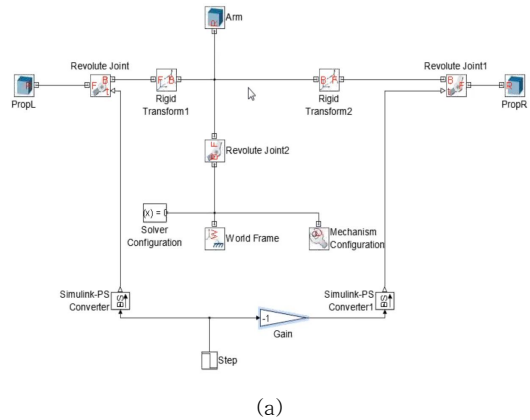 Arm
Revolute Joint
Revolute Joint1
PropL
Rigid
Transform1
Rigid
Transform2
PropR
Revolute Joint2
(x) = 0
Solver
Configuration
World Frame
Mechanism
Configuration
Simulink-PS
Converter
Simulink-PS
Converter1
-1
Gain
Step
(a)